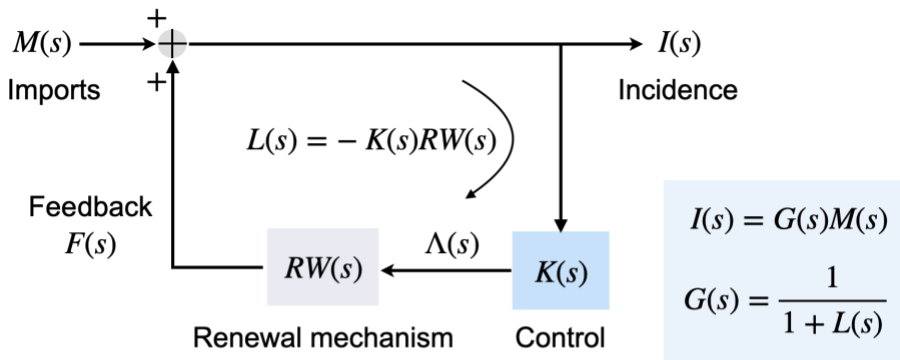 +
M(s) + I(s)
Imports + Incidence
L(s) = − K(s)RW(s)
Feedback
F(s)
Λ(s)
RW(s) K(s)
Renewal mechanism Control
I(s) = G(s)M(s)
G(s) = 1
1 + L(s)